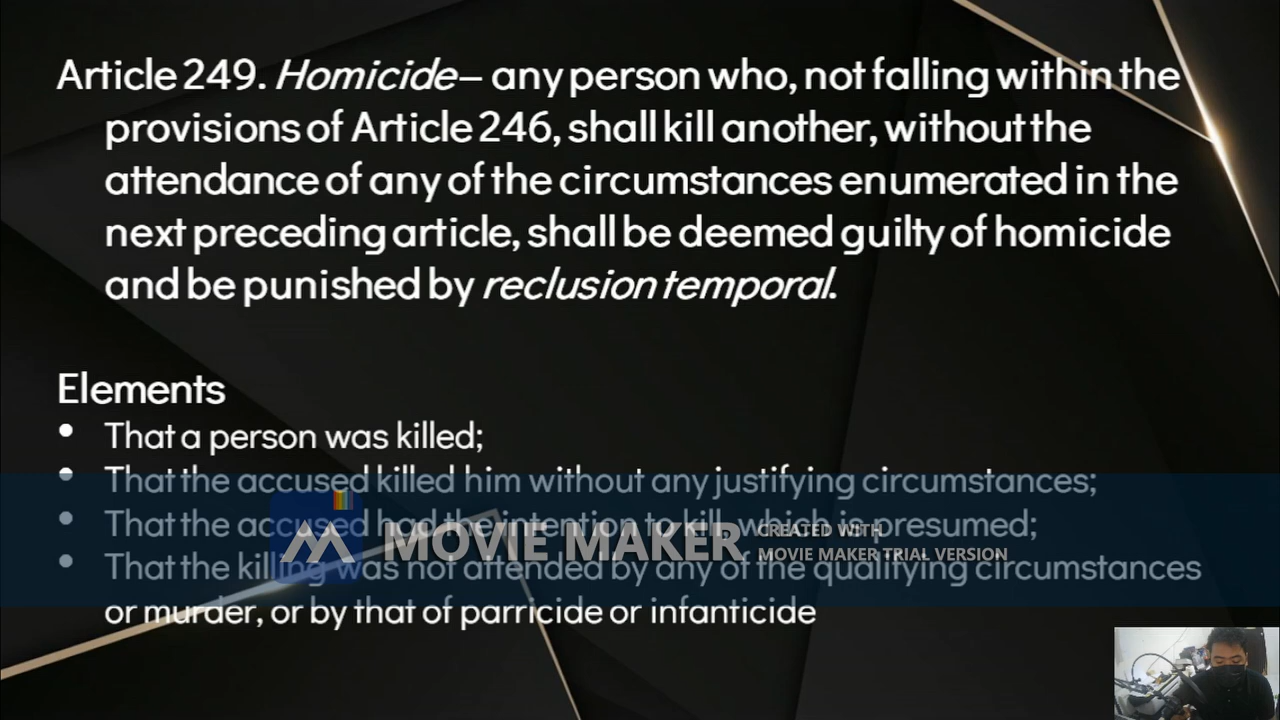 Article 249. Homicide– any person who, not falling within the
provisions of Article 246, shall kill another, without the
attendance of any of the circumstances enumerated in the
next preceding article, shall be deemed guilty of homicide
and be punished by reclusion temporal.
Elements
• That a person was killed;
• That the accused killed him without any justifying circumstances;
• That the accused had the intention to kill, which is presumed;
• That the killing was not attended by any of the qualifying circumstances
or murder, or by that of parricide or infanticide
MOVIE MAKER
CREATED WITH
MOVIE MAKER TRIAL VERSION